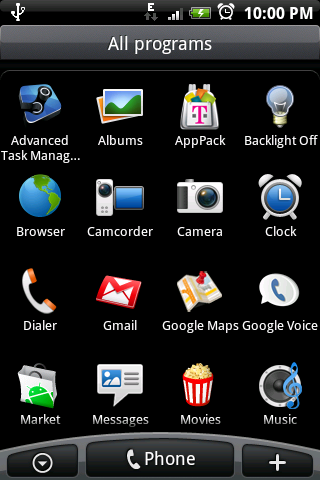 E
10:00 PM
All programs
T
Advanced Task Manag...
Albums
AppPack
Backlight Off
Browser
Camcorder
Camera
Clock
Dialer
Gmail
Google Maps
Google Voice
Market
Messages
Movies
Music
Phone